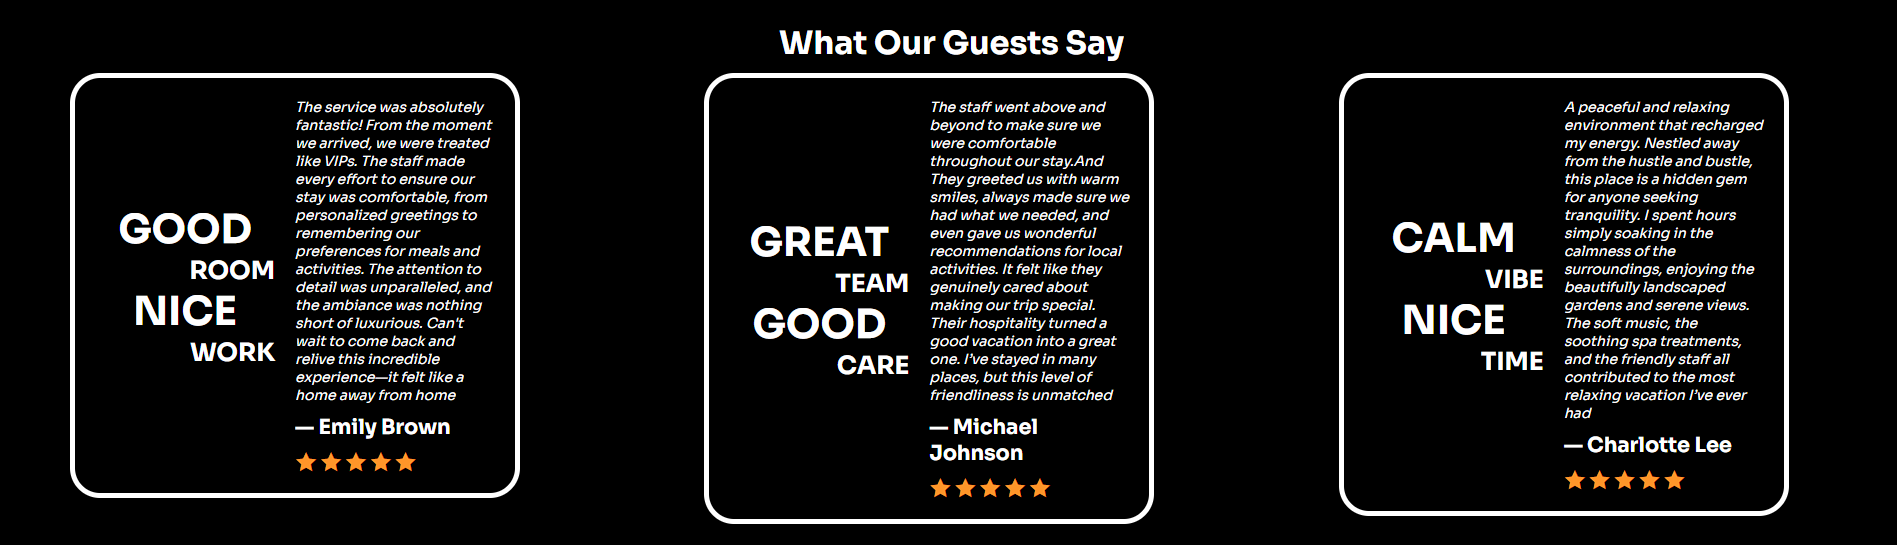 What Our Guests Say
GOOD
ROOM
NICE
WORK
The service was absolutely
fantastic! From the moment
we arrived, we were treated
like VIPs. The staff made
every effort to ensure our
stay was comfortable, from
personalized greetings to
remembering our
preferences for meals and
activities. The attention to
detail was unparalleled, and
the ambiance was nothing
short of luxurious. Can't
wait to come back and
relive this incredible
experience—it felt like a
home away from home
— Emily Brown
GREAT
TEAM
GOOD
CARE
The staff went above and
beyond to make sure we
were comfortable
throughout our stay.And
They greeted us with warm
smiles, always made sure we
had what we needed, and
even gave us wonderful
recommendations for local
activities. It felt like they
genuinely cared about
making our trip special.
Their hospitality turned a
good vacation into a great
one. I’ve stayed in many
places, but this level of
friendliness is unmatched
— Michael
Johnson
CALM
VIBE
NICE
TIME
A peaceful and relaxing
environment that recharged
my energy. Nestled away
from the hustle and bustle,
this place is a hidden gem
for anyone seeking
tranquility. I spent hours
simply soaking in the
calmness of the
surroundings, enjoying the
beautifully landscaped
gardens and serene views.
The soft music, the
soothing spa treatments,
and the friendly staff all
contributed to the most
relaxing vacation I’ve ever
had
— Charlotte Lee